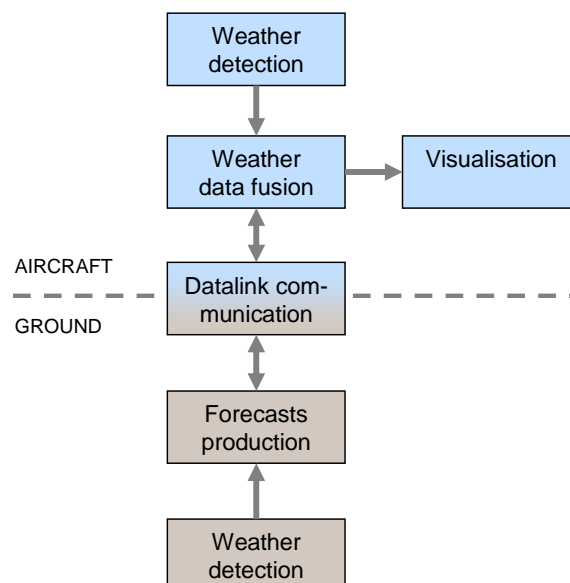 Weather
detection
Weather
data fusion
Visualisation
AIRCRAFT
Datalink com-
munication
GROUND
Forecasts
production
Weather
detection